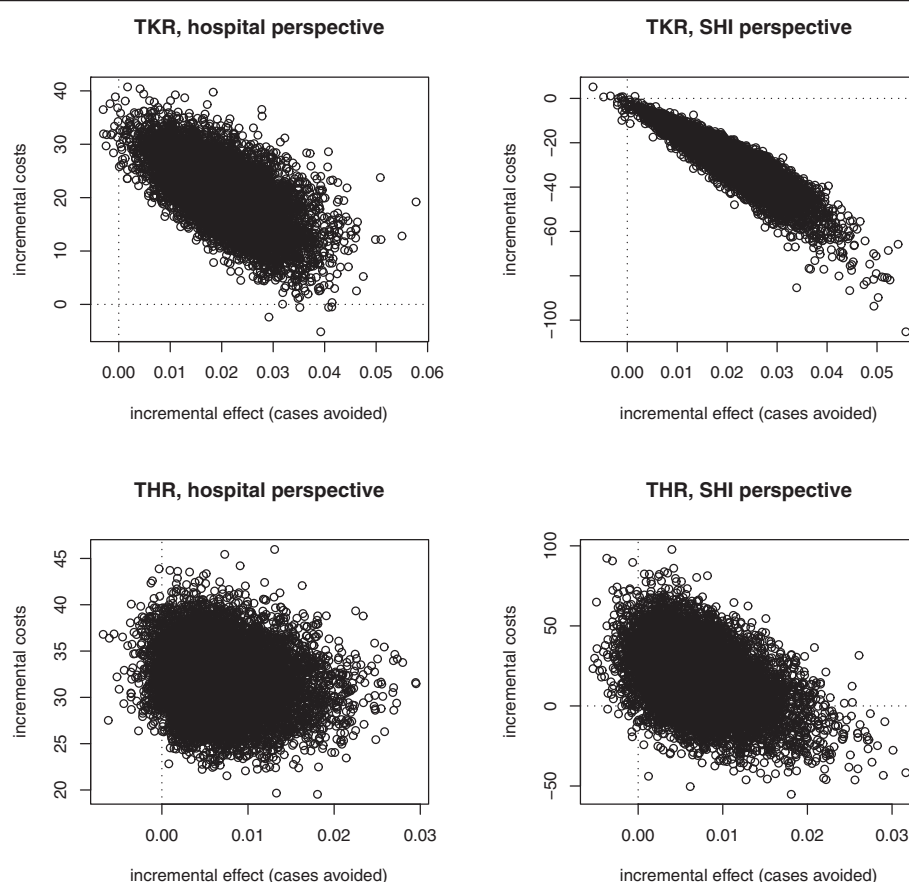 TKR, hospital perspective
incremental costs
40
30
20
10
0
0.00 0.01 0.02 0.03 0.04 0.05 0.06
incremental effect (cases avoided)
TKR, SHI perspective
incremental costs
0
−20
−40
−60
−80
−100
0.00 0.01 0.02 0.03 0.04 0.05
incremental effect (cases avoided)
THR, hospital perspective
incremental costs
45
40
35
30
25
20
0.00 0.01 0.02 0.03
incremental effect (cases avoided)
THR, SHI perspective
incremental costs
100
50
0
−50
0.00 0.01 0.02 0.03
incremental effect (cases avoided)